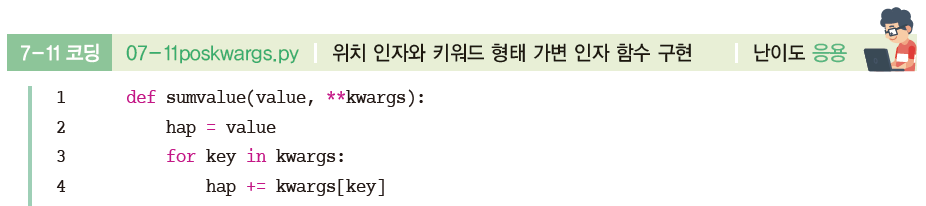 7-11 코딩 07-11poskwargs.py 위치 인자와 키워드 형태 가변 인자 함수 구현 난이도 응용
1 def sumvalue(value, **kwargs):
2 hap = value
3 for key in kwargs:
4 hap += kwargs[key]